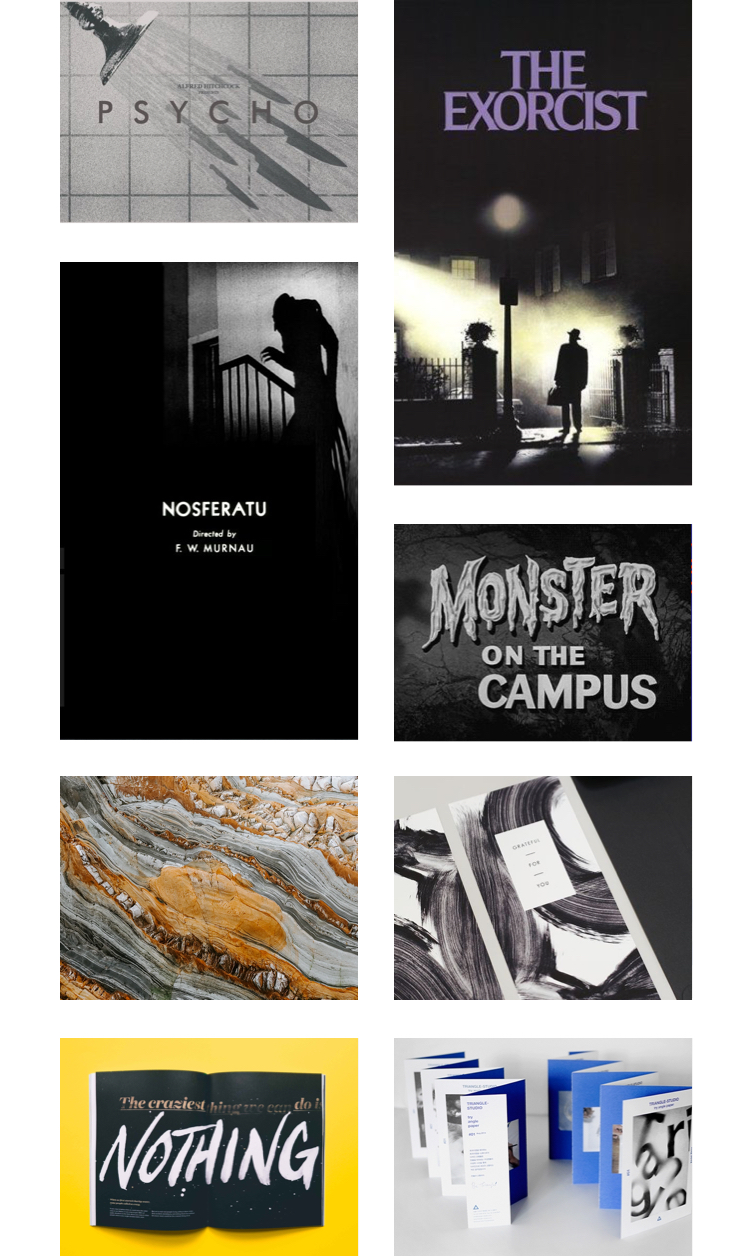 ALFRED HITCHCOCK
PRESENTS
PSYCHO
THE
EXORCIST
NOSFERATU
Directed by
F. W. MURNAU
MONSTER
ON THE
CAMPUS
GRATEFUL
FOR
YOU
The craziest thing we can do is
NOTHING
TRIANGLE-STUDIO
TRIANGLE-
STUDIO